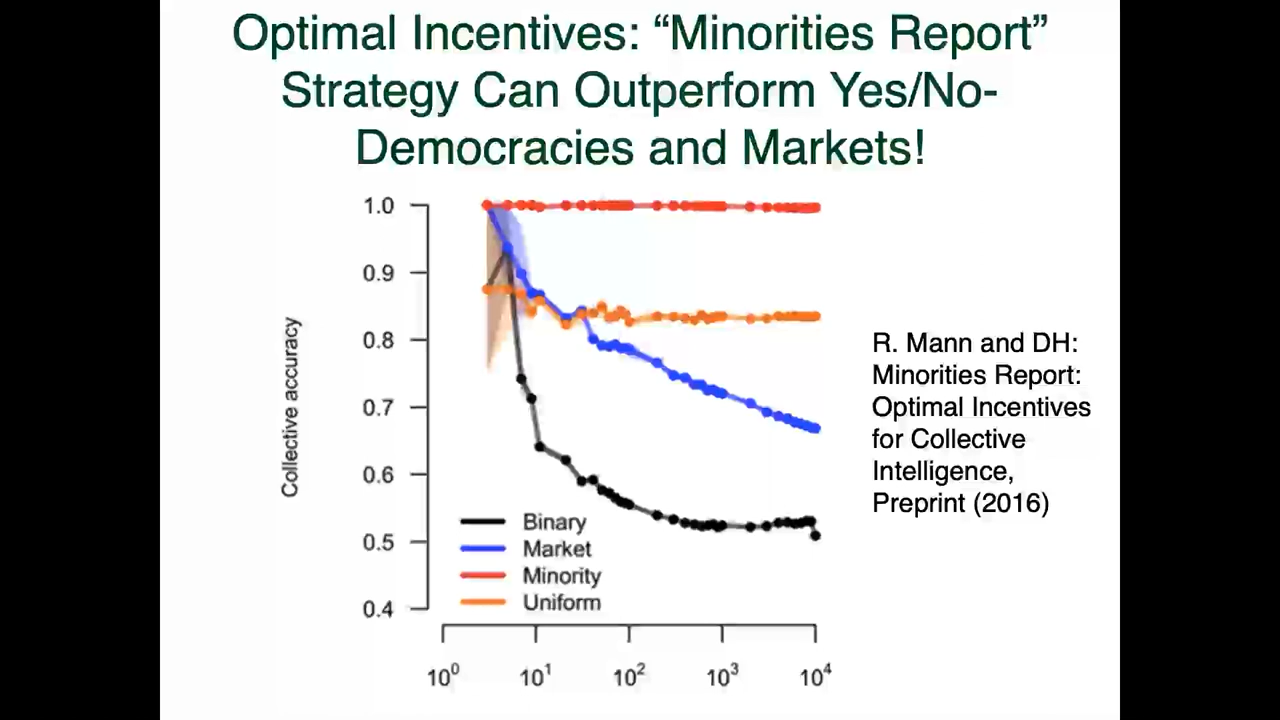 Optimal Incentives: “Minorities Report”
Strategy Can Outperform Yes/No-
Democracies and Markets!
1.0
0.9
0.8
0.7
0.6
0.5
0.4
Collective accuracy
Binary
Market
Minority
Uniform
10⁰ 10¹ 10² 10³ 10⁴
R. Mann and DH:
Minorities Report:
Optimal Incentives
for Collective
Intelligence,
Preprint (2016)